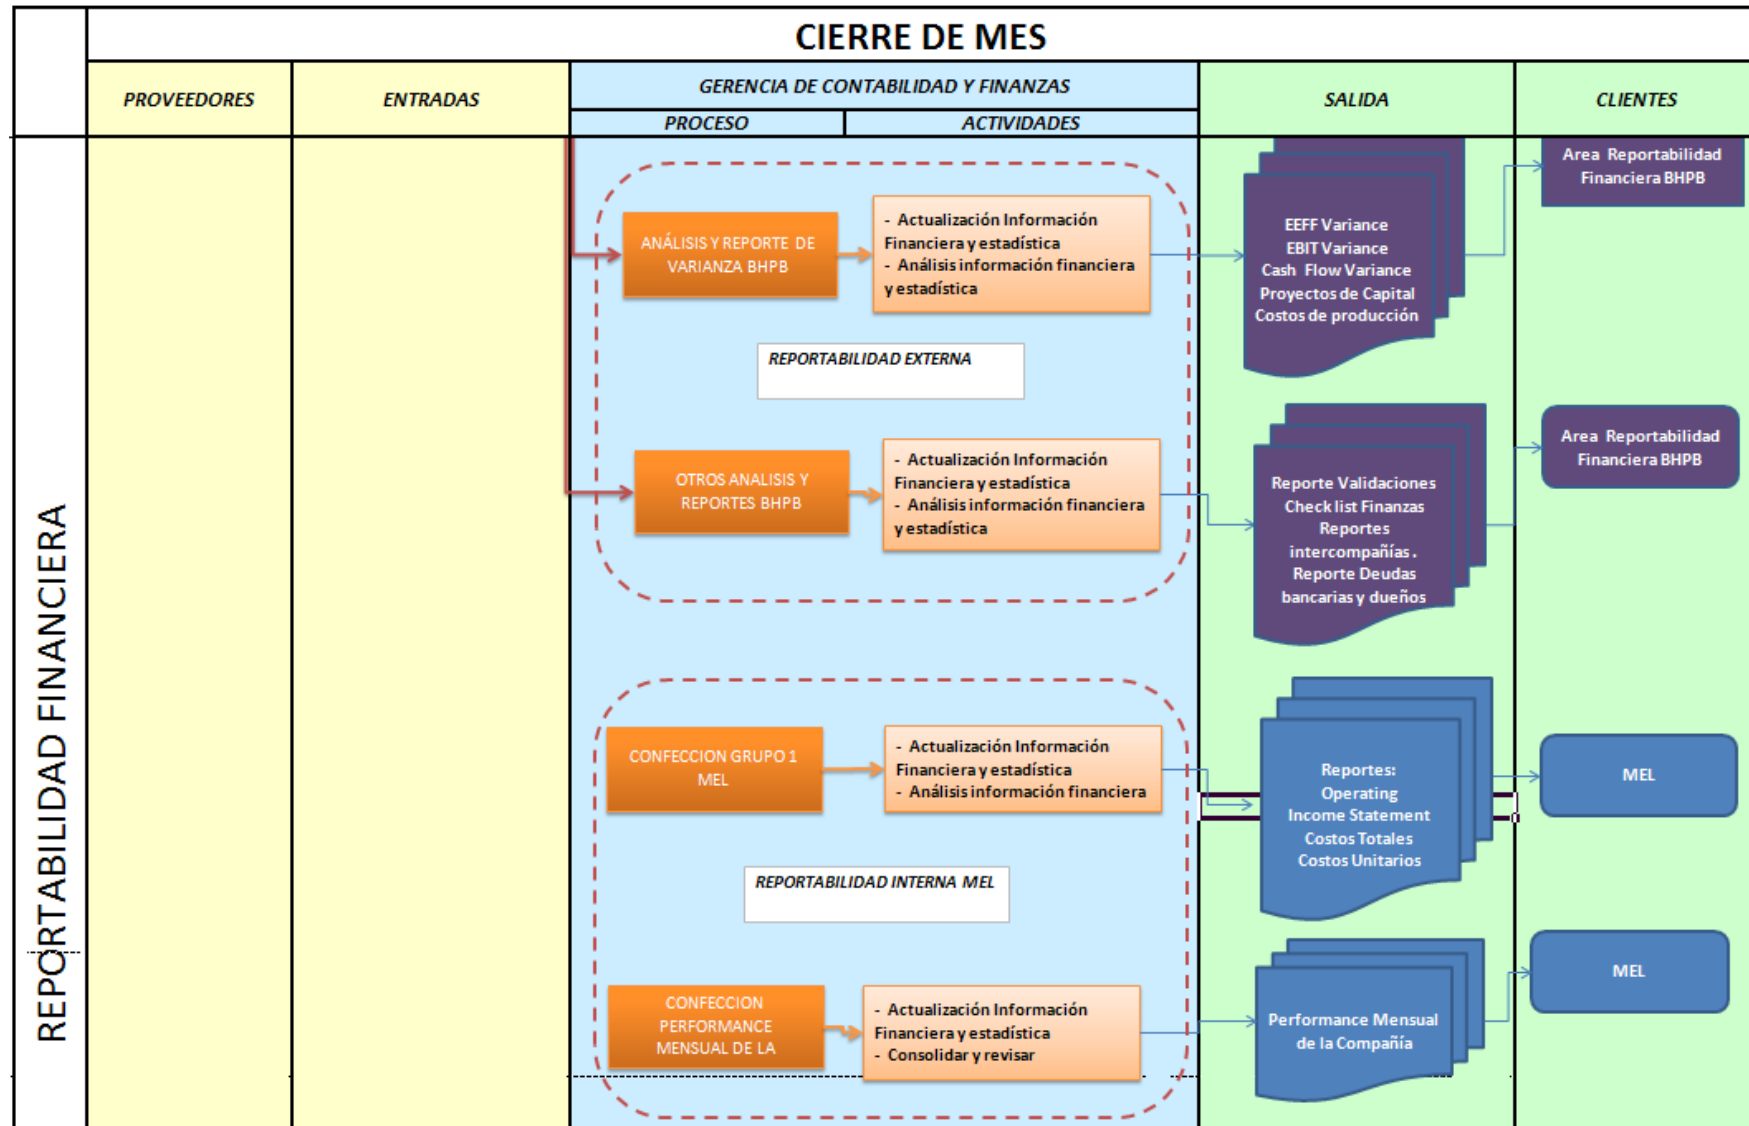 CIERRE DE MES
PROVEEDORES
ENTRADAS
GERENCIA DE CONTABILIDAD Y FINANZAS
PROCESO
ACTIVIDADES
SALIDA
CLIENTES
REPORTABILIDAD FINANCIERA
ANÁLISIS Y REPORTE DE
VARIANZA BHPB
- Actualización Información
Financiera y estadística
- Análisis información financiera
y estadística
EEFF Variance
EBIT Variance
Cash Flow Variance
Proyectos de Capital
Costos de producción
Area Reportabilidad
Financiera BHPB
REPORTABILIDAD EXTERNA
OTROS ANALISIS Y
REPORTES BHPB
- Actualización Información
Financiera y estadística
- Análisis información financiera
y estadística
Reporte Validaciones
Check list Finanzas
Reportes
intercompañías .
Reporte Deudas
bancarias y dueños
Area Reportabilidad
Financiera BHPB
CONFECCION GRUPO 1
MEL
- Actualización Información
Financiera y estadística
- Análisis información financiera
Reportes:
Operating
Income Statement
Costos Totales
Costos Unitarios
MEL
REPORTABILIDAD INTERNA MEL
CONFECCION
PERFORMANCE
MENSUAL DE LA
- Actualización Información
Financiera y estadística
- Consolidar y revisar
Performance Mensual
de la Compañía
MEL